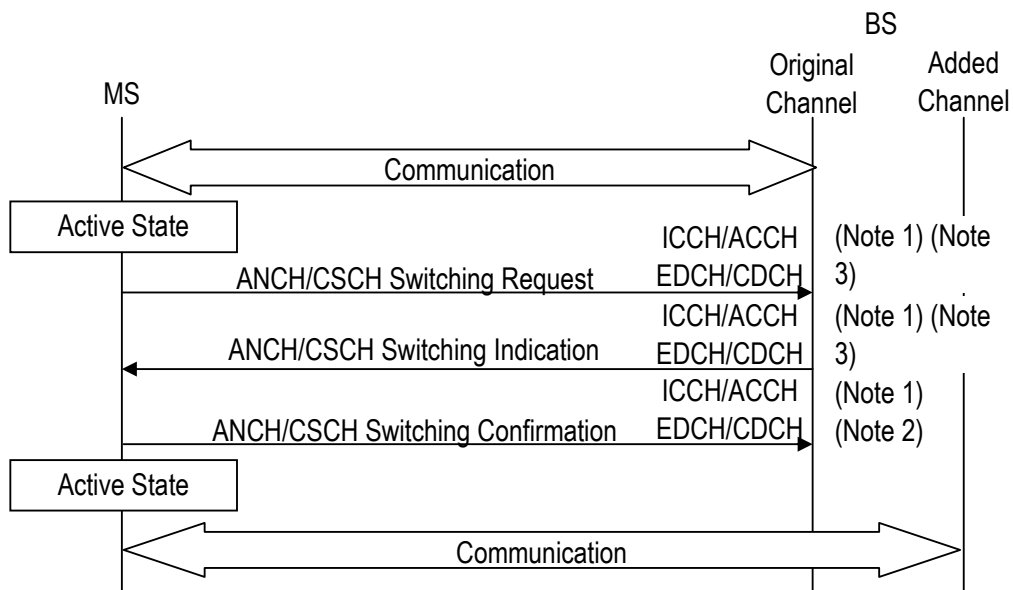 BS
Original
Channel
Added
Channel
MS
Communication
Active State
ICCH/ACCH
EDCH/CDCH
(Note 1) (Note
3)
ANCH/CSCH Switching Request
ICCH/ACCH
EDCH/CDCH
(Note 1) (Note
3)
ANCH/CSCH Switching Indication
ICCH/ACCH
EDCH/CDCH
(Note 1)
(Note 2)
ANCH/CSCH Switching Confirmation
Active State
Communication